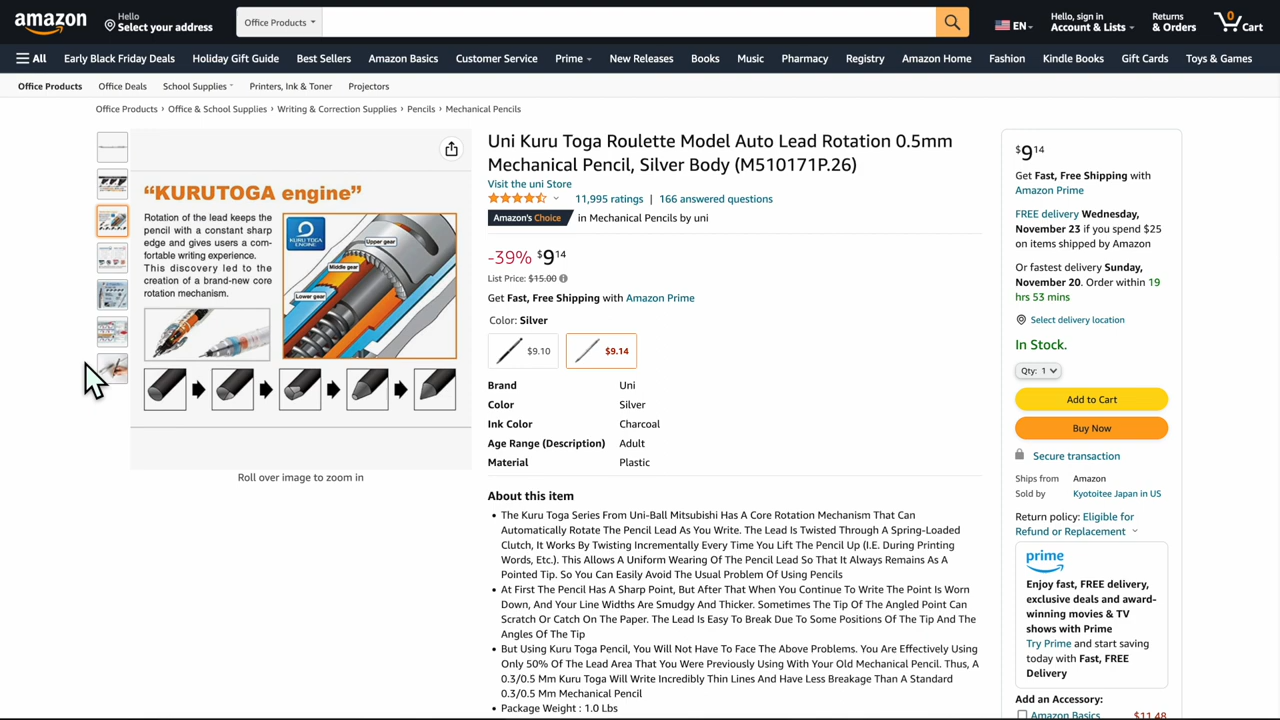 amazon
Hello
Select your address
Office Products
EN
Hello, sign in
Account & Lists
Returns
& Orders
0
Cart
All
Early Black Friday Deals
Holiday Gift Guide
Best Sellers
Amazon Basics
Customer Service
Prime
New Releases
Books
Music
Pharmacy
Registry
Amazon Home
Fashion
Kindle Books
Gift Cards
Toys & Games
Office Products
Office Deals
School Supplies
Printers, Ink & Toner
Projectors
Office Products › Office & School Supplies › Writing & Correction Supplies › Pencils › Mechanical Pencils
“KURUTOGA engine”
Rotation of the lead keeps the
pencil with a constant sharp
edge and gives users a com-
fortable writing experience.
This discovery led to the
creation of a brand-new core
rotation mechanism.
KURU TOGA
ENGINE
Upper gear
Middle gear
Lower gear
Roll over image to zoom in
Uni Kuru Toga Roulette Model Auto Lead Rotation 0.5mm
Mechanical Pencil, Silver Body (M510171P.26)
Visit the uni Store
11,995 ratings | 166 answered questions
Amazon's Choice in Mechanical Pencils by uni
-39% $914
List Price: $15.00
Get Fast, Free Shipping with Amazon Prime
Color: Silver
$9.10
$9.14
Brand Uni
Color Silver
Ink Color Charcoal
Age Range (Description) Adult
Material Plastic
About this item
• The Kuru Toga Series From Uni-Ball Mitsubishi Has A Core Rotation Mechanism That Can
Automatically Rotate The Pencil Lead As You Write. The Lead Is Twisted Through A Spring-Loaded
Clutch, It Works By Twisting Incrementally Every Time You Lift The Pencil Up (I.E. During Printing
Words, Etc.). This Allows A Uniform Wearing Of The Pencil Lead So That It Always Remains As A
Pointed Tip. So You Can Easily Avoid The Usual Problem Of Using Pencils
• At First The Pencil Has A Sharp Point, But After That When You Continue To Write The Point Is Worn
Down, And Your Line Widths Are Smudgy And Thicker. Sometimes The Tip Of The Angled Point Can
Scratch Or Catch On The Paper. The Lead Is Easy To Break Due To Some Positions Of The Tip And The
Angles Of The Tip
• But Using Kuru Toga Pencil, You Will Not Have To Face The Above Problems. You Are Effectively Using
Only 50% Of The Lead Area That You Were Previously Using With Your Old Mechanical Pencil. Thus, A
0.3/0.5 Mm Kuru Toga Will Write Incredibly Thin Lines And Have Less Breakage Than A Standard
0.3/0.5 Mm Mechanical Pencil
• Package Weight : 1.0 Lbs
$914
Get Fast, Free Shipping with
Amazon Prime
FREE delivery Wednesday,
November 23 if you spend $25
on items shipped by Amazon
Or fastest delivery Sunday,
November 20. Order within 19
hrs 53 mins
Select delivery location
In Stock.
Qty: 1
Add to Cart
Buy Now
Secure transaction
Ships from Amazon
Sold by Kyotoitee Japan in US
Return policy: Eligible for
Refund or Replacement
prime
Enjoy fast, FREE delivery,
exclusive deals and award-
winning movies & TV
shows with Prime
Try Prime and start saving
today with Fast, FREE
Delivery
Add an Accessory:
Amazon Basics $11.48